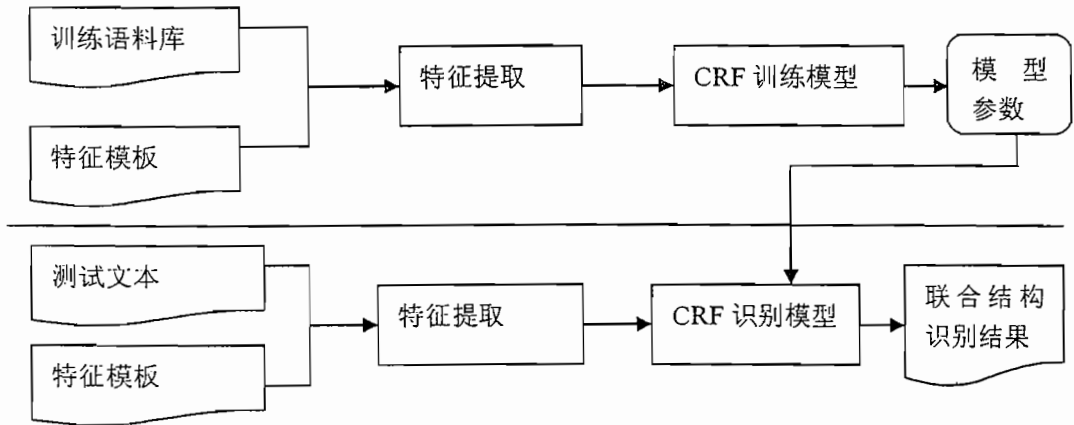 训练语料库
特征模板
特征提取
CRF 训练模型
模 型
参数
测试文本
特征模板
特征提取
CRF 识别模型
联合结构
识别结果